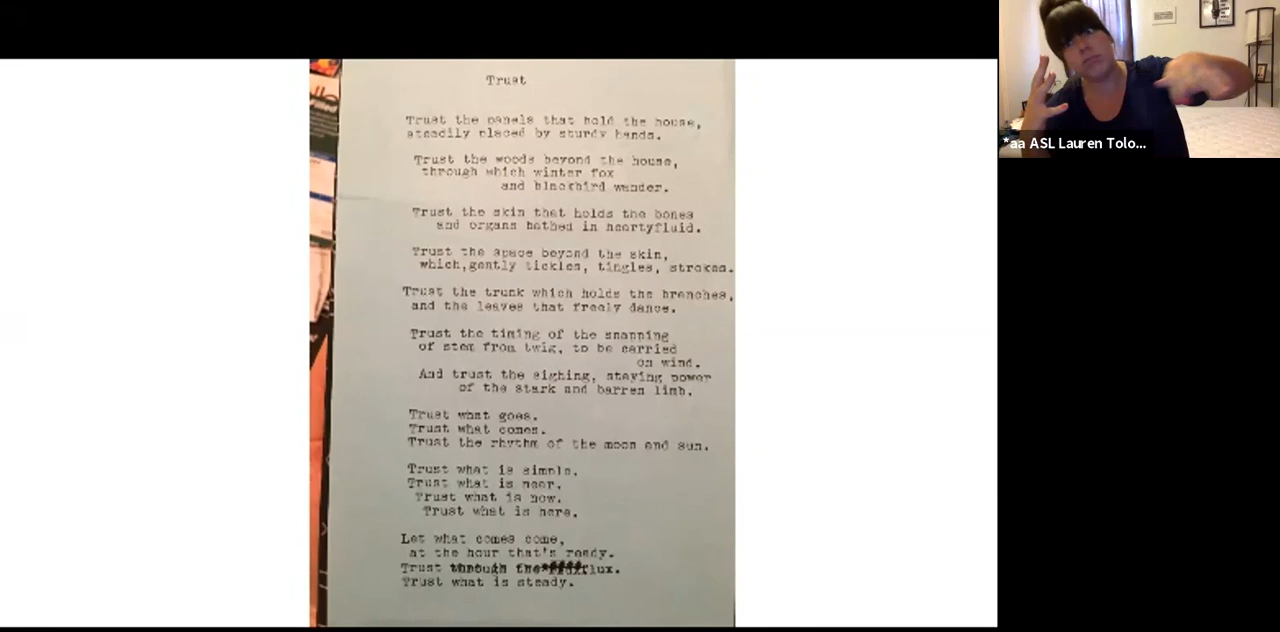 Trust
Trust the panels that hold the house,
steadily placed by sturdy hands.
Trust the woods beyond the house,
through which winter fox
and blackbird wander.
Trust the skin that holds the bones
and organs bathed in heartyfluid.
Trust the space beyond the skin,
which,gently tickles, tingles, strokes.
Trust the trunk which holds the branches,
and the leaves that freely dance.
Trust the timing of the snapping
of stem from twig, to be carried
on wind.
And trust the sighing, staying power
of the stark and barren limb.
Trust what goes.
Trust what comes.
Trust the rhythm of the moon and sun.
Trust what is simple.
Trust what is near.
Trust what is now.
Trust what is here.
Let what comes come,
at the hour that's ready.
Trust through the flux.
Trust what is steady.
*aa ASL Lauren Tolo...